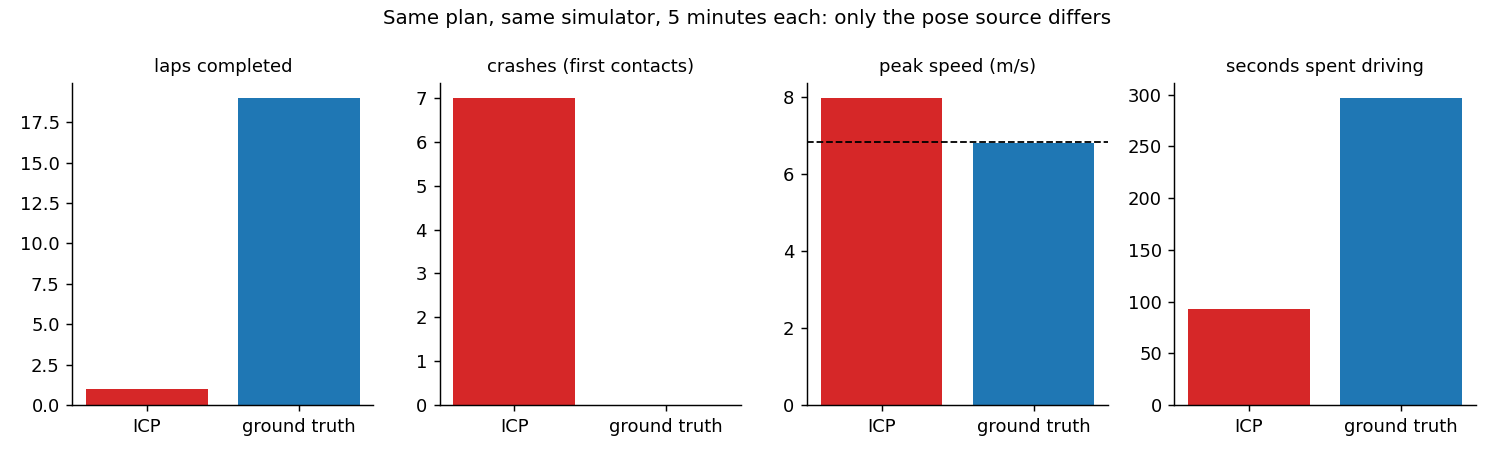 Same plan, same simulator, 5 minutes each: only the pose source differs
laps completed
17.5
15.0
12.5
10.0
7.5
5.0
2.5
0.0
ICP
ground truth
crashes (first contacts)
7
6
5
4
3
2
1
0
ICP
ground truth
peak speed (m/s)
8
6
4
2
0
ICP
ground truth
seconds spent driving
300
250
200
150
100
50
0
ICP
ground truth